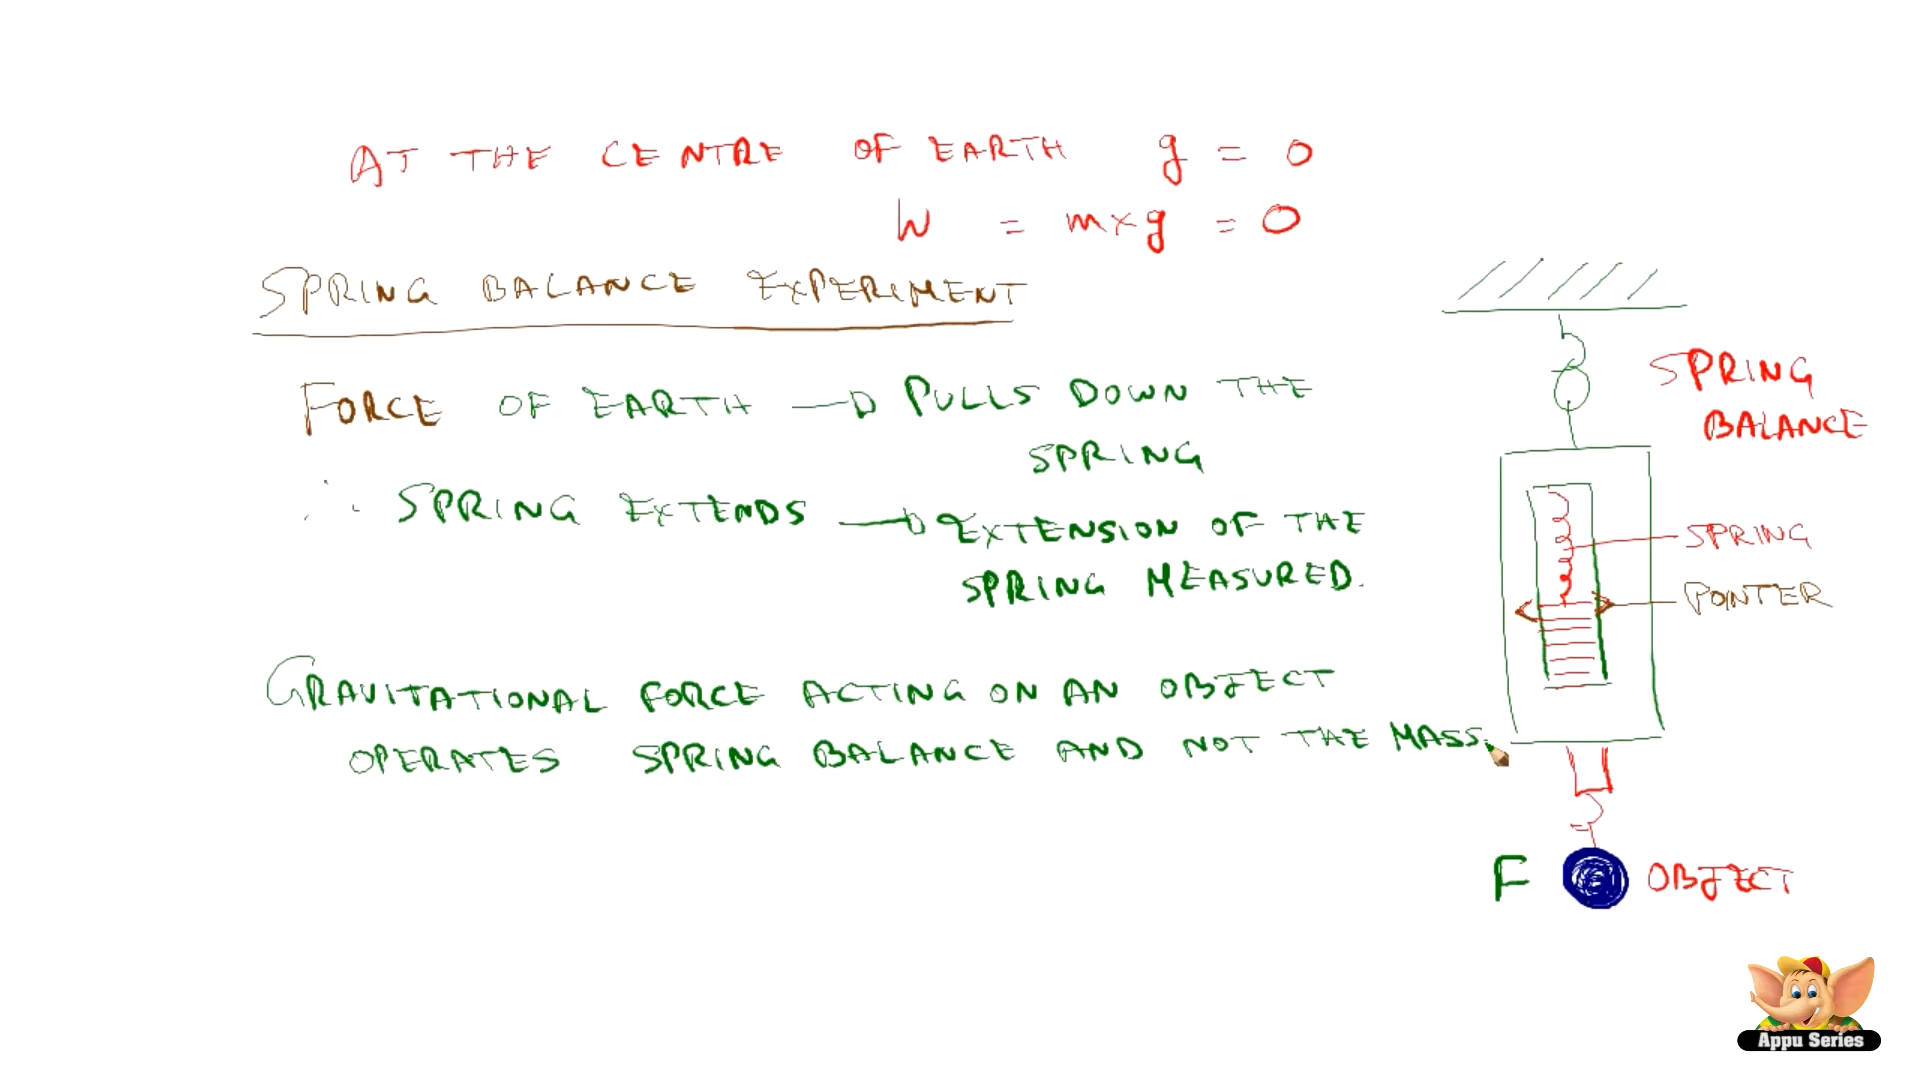 AT THE CENTRE OF EARTH g = 0
W = m×g = 0
SPRING BALANCE EXPERIMENT
FORCE OF EARTH → PULLS DOWN THE
SPRING
∴ SPRING EXTENDS → EXTENSION OF THE
SPRING MEASURED.
GRAVITATIONAL FORCE ACTING ON AN OBJECT
OPERATES SPRING BALANCE AND NOT THE MASS.
SPRING
BALANCE
SPRING
POINTER
F
OBJECT
Appu Series